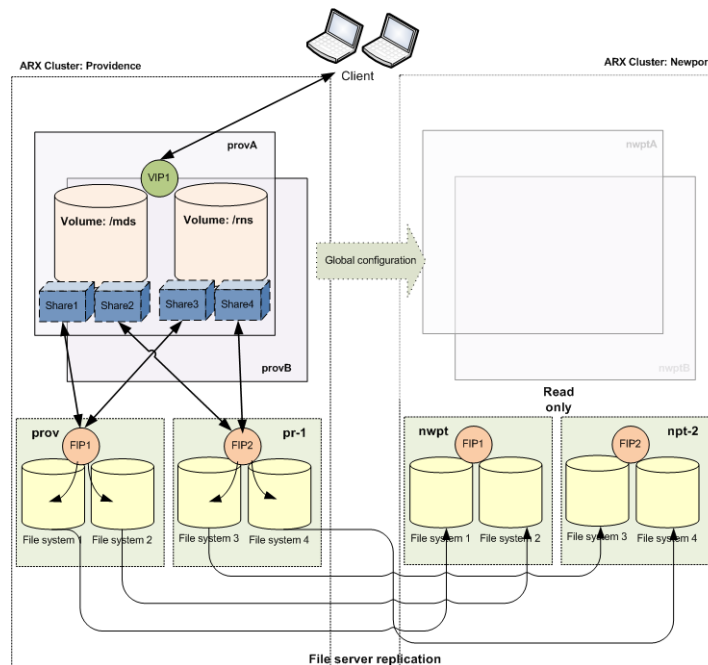 ARX Cluster: Providence
ARX Cluster: Newpor
Client
provA
nwptA
VIP1
Volume: /mds
Volume: /rns
Global configuration
Share1
Share2
Share3
Share4
provB
nwptB
Read
only
prov
pr-1
nwpt
npt-2
FIP1
FIP2
FIP1
FIP2
File system 1
File system 2
File system 3
File system 4
File system 1
File system 2
File system 3
File system 4
File server replication